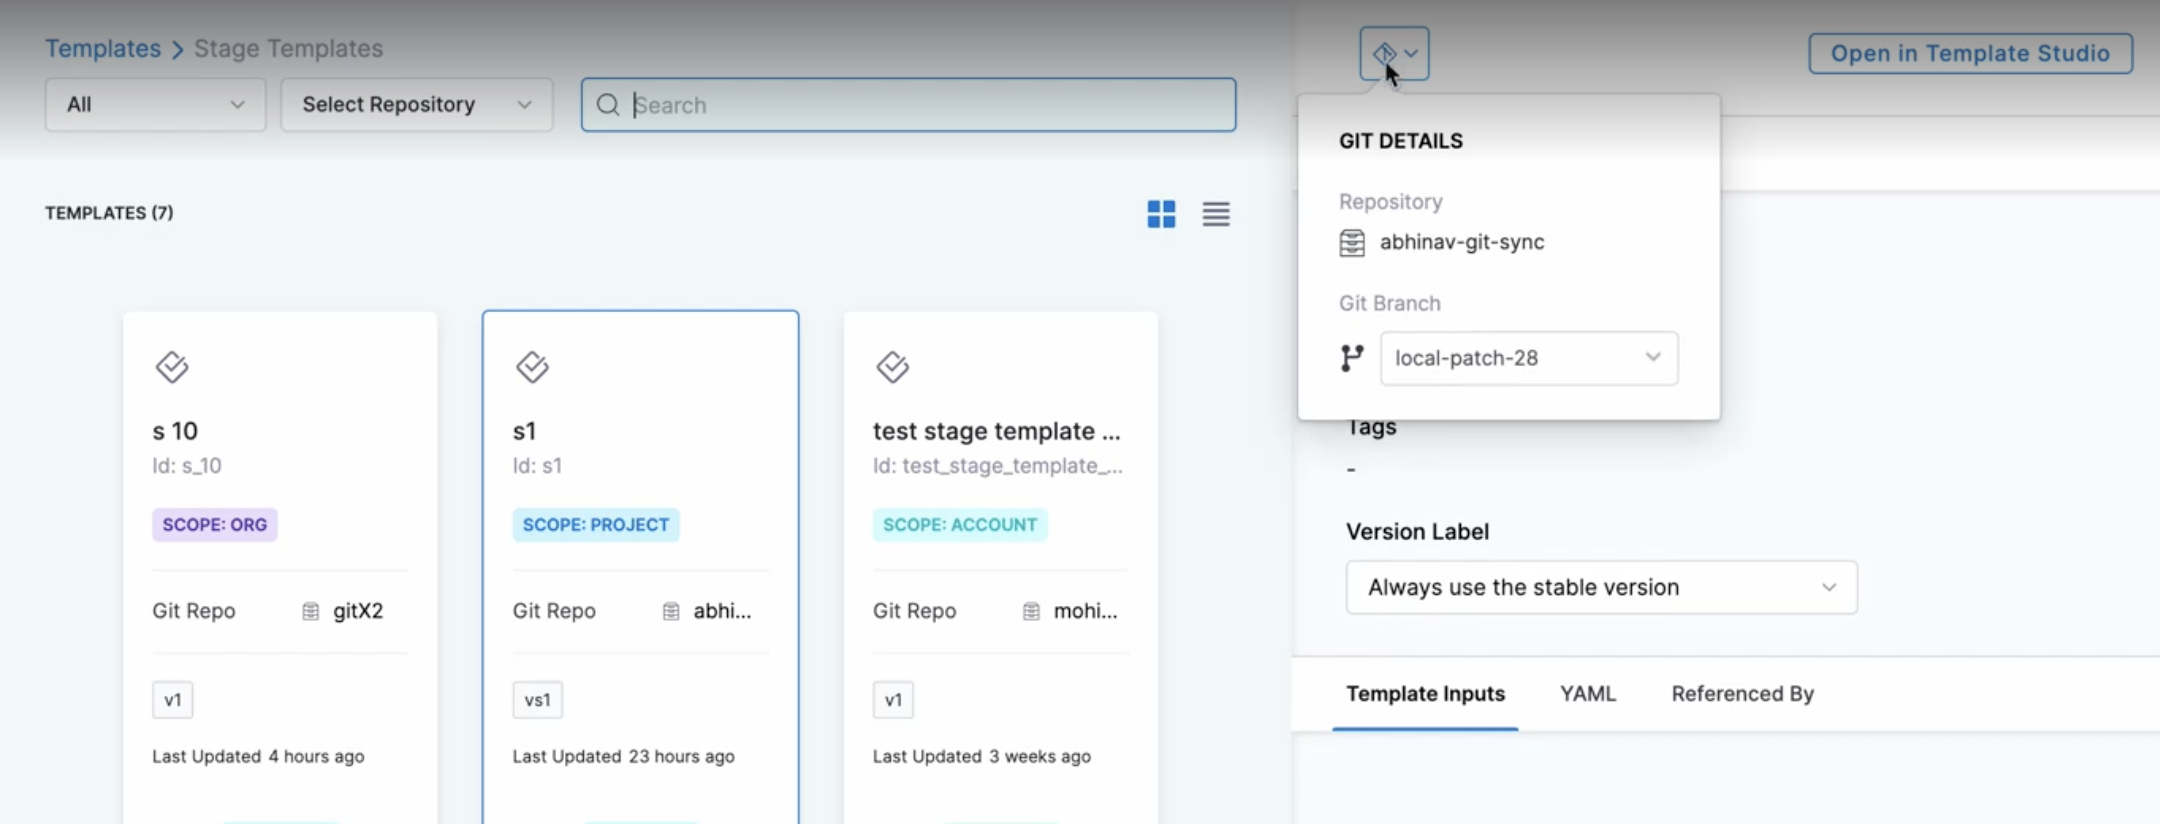 Templates > Stage Templates
All
Select Repository
Search
TEMPLATES (7)
s 10
Id: s_10
SCOPE: ORG
Git Repo gitX2
v1
Last Updated 4 hours ago
s1
Id: s1
SCOPE: PROJECT
Git Repo abhi...
vs1
Last Updated 23 hours ago
test stage template ...
Id: test_stage_template_...
SCOPE: ACCOUNT
Git Repo mohi...
v1
Last Updated 3 weeks ago
Open in Template Studio
GIT DETAILS
Repository
abhinav-git-sync
Git Branch
local-patch-28
Tags
-
Version Label
Always use the stable version
Template Inputs YAML Referenced By